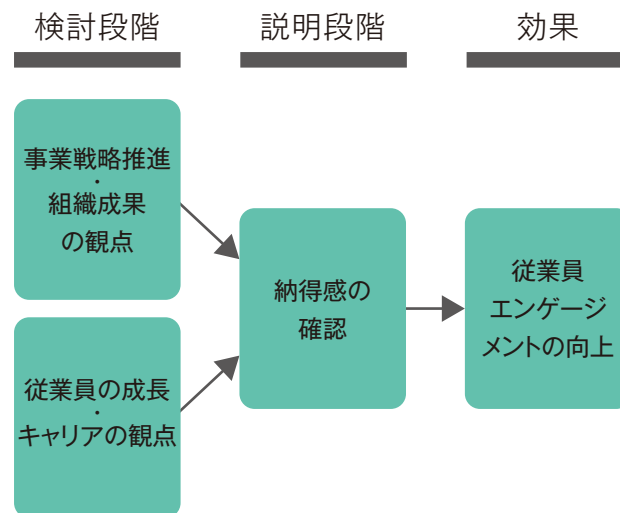 検討段階
説明段階
効果
事業戦略推進
・
組織成果
の観点
従業員の成長
・
キャリアの観点
納得感の
確認
従業員
エンゲージ
メントの向上